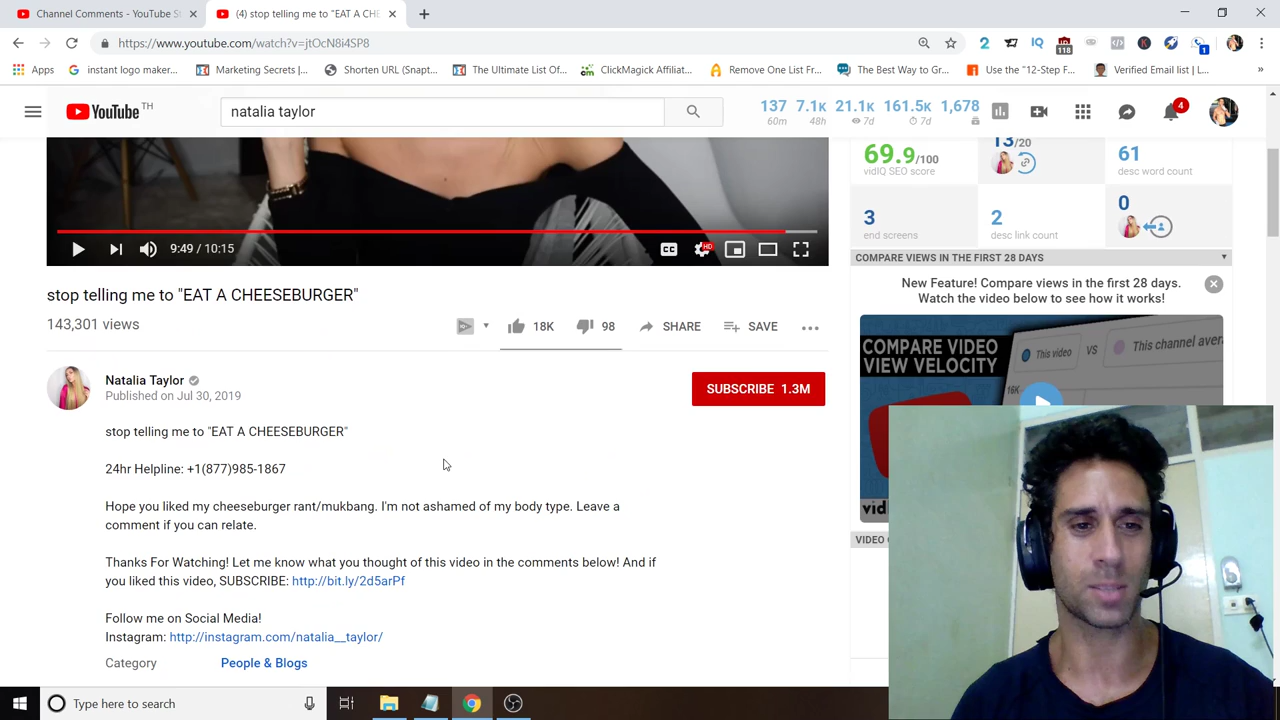 Channel Comments - YouTube St
(4) stop telling me to "EAT A CHE
https://www.youtube.com/watch?v=jtOcN8i4SP8
118
1
Apps
instant logo maker...
Marketing Secrets |...
Shorten URL (Snapt...
The Ultimate List Of...
ClickMagick Affiliat...
Remove One List Fr...
The Best Way to Gr...
Use the "12-Step F...
Verified Email list | L...
YouTube TH
natalia taylor
137 7.1K 21.1K 161.5K 1,678
60m 48h 7d 7d
4
69.9/100
vidIQ SEO score
13/20
61
desc word count
3
end screens
2
desc link count
0
9:49 / 10:15
CC
HD
COMPARE VIEWS IN THE FIRST 28 DAYS
New Feature! Compare views in the first 28 days.
Watch the video below to see how it works!
COMPARE VIDEO
VIEW VELOCITY
This video VS This channel avera
16K
vid
VIDEO
stop telling me to "EAT A CHEESEBURGER"
143,301 views
18K
98
SHARE
SAVE
Natalia Taylor
Published on Jul 30, 2019
SUBSCRIBE 1.3M
stop telling me to "EAT A CHEESEBURGER"
24hr Helpline: +1(877)985-1867
Hope you liked my cheeseburger rant/mukbang. I'm not ashamed of my body type. Leave a
comment if you can relate.
Thanks For Watching! Let me know what you thought of this video in the comments below! And if
you liked this video, SUBSCRIBE: http://bit.ly/2d5arPf
Follow me on Social Media!
Instagram: http://instagram.com/natalia__taylor/
Category
People & Blogs
Type here to search